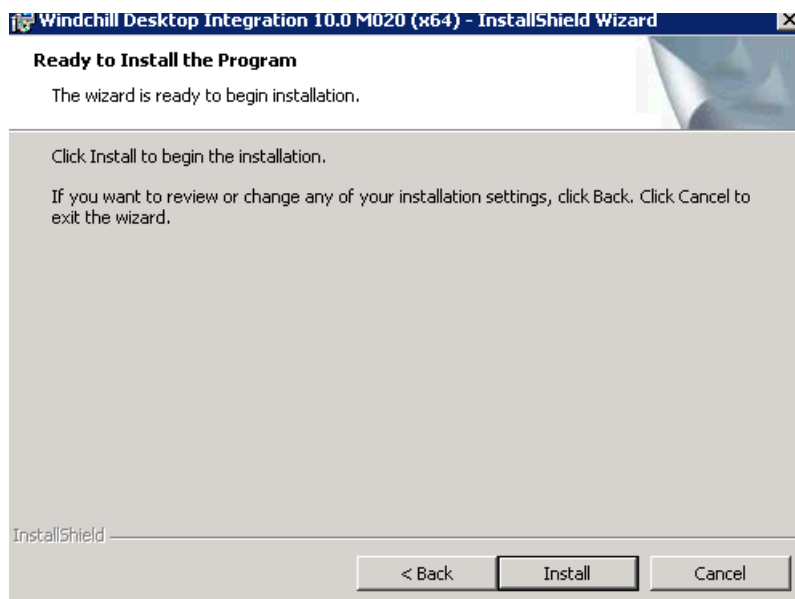 Windchill Desktop Integration 10.0 M020 (x64) - InstallShield Wizard
Ready to Install the Program
The wizard is ready to begin installation.
Click Install to begin the installation.
If you want to review or change any of your installation settings, click Back. Click Cancel to
exit the wizard.
InstallShield
< Back
Install
Cancel